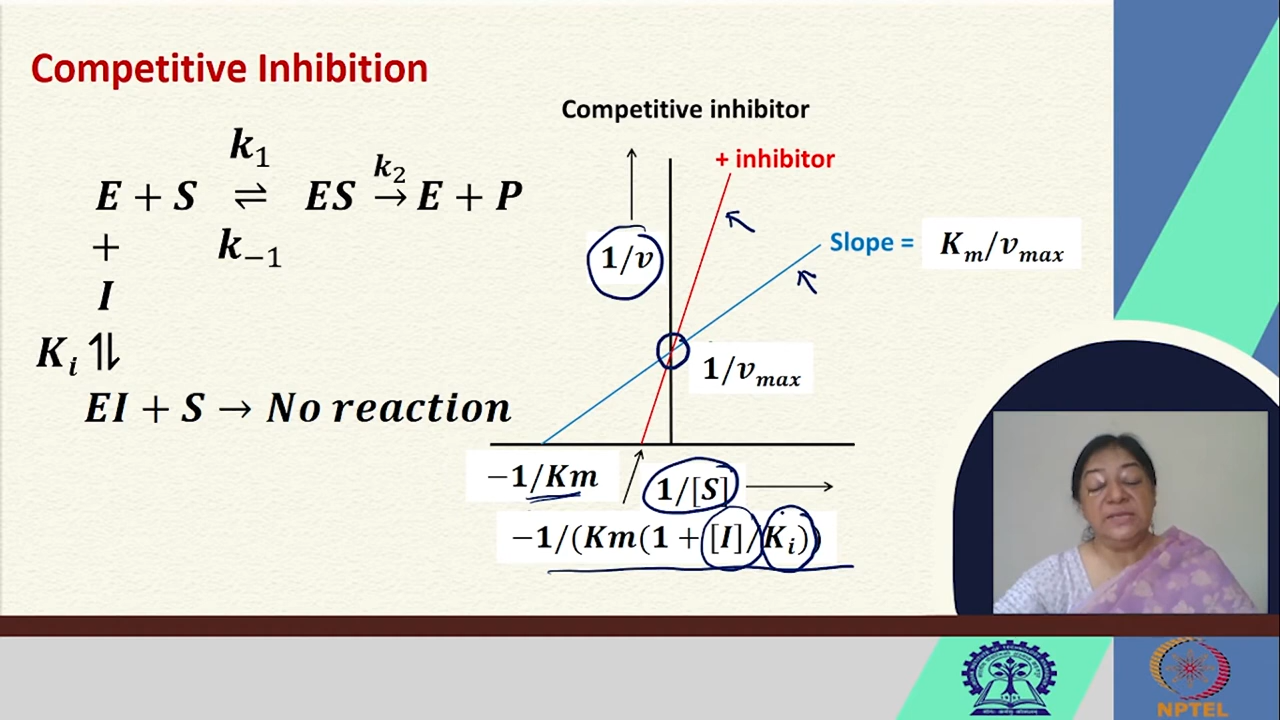 Competitive Inhibition
k₁
E + S ⇌ ES →(k₂) E + P
+ k₋₁
I
Kᵢ ⥮
EI + S → No reaction
Competitive inhibitor
+ inhibitor
1/v
Slope = Kₘ/vₘₐₓ
1/vₘₐₓ
−1/Km
1/[S]
−1/(Km(1 + [I]/Kᵢ))
NPTEL